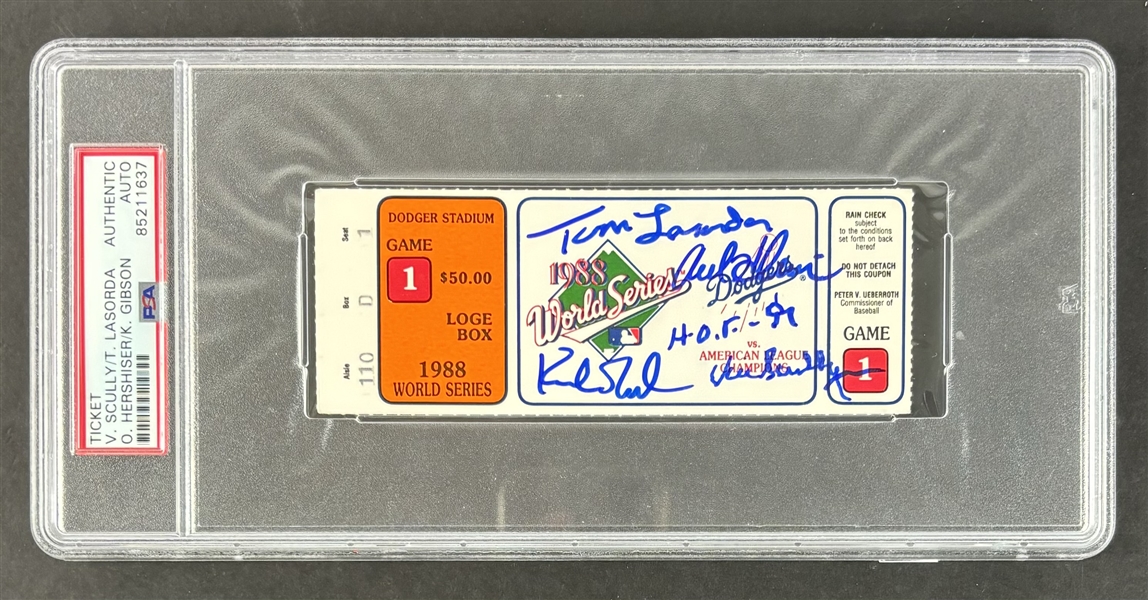 TICKET AUTHENTIC
V. SCULLY/T. LASORDA AUTO
O. HERSHISER/K. GIBSON 85211637
PSA
Seat 1
Box D
Aisle 110
DODGER STADIUM
GAME
1 $50.00
LOGE
BOX
1988
WORLD SERIES
Tom Lasorda
1988
World Series
Dodgers
H.O.F.
vs.
AMERICAN LEAGUE
CHAMPIONS
RAIN CHECK
subject
to the conditions
set forth on back
hereof
DO NOT DETACH
THIS COUPON
PETER V. UEBERROTH
Commissioner of
Baseball
GAME
1